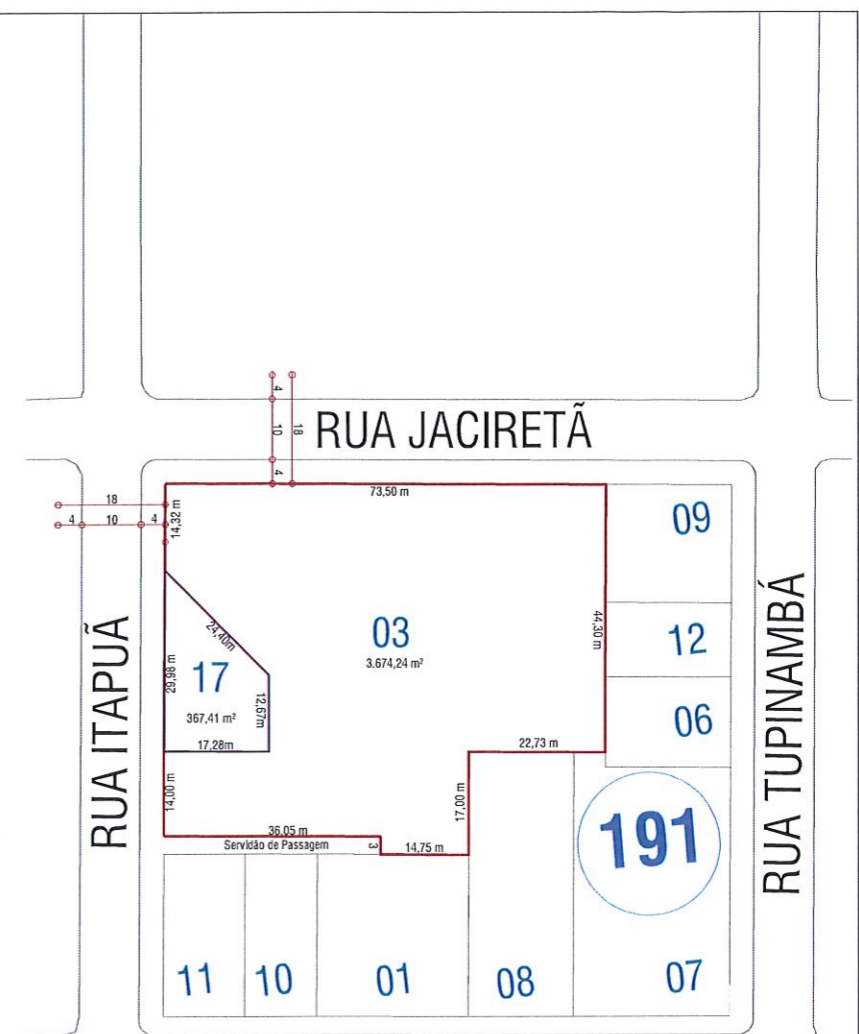 4
10
18
4
RUA JACIRETÃ
18
4
10
4
14,32 m
73,50 m
09
44,30 m
12
06
03
3.674,24 m²
24,40m
29,98 m
17
367,41 m²
12,67m
17,28m
14,00 m
22,73 m
17,00 m
36,05 m
Servidão de Passagem
3
14,75 m
191
RUA ITAPUÃ
RUA TUPINAMBÁ
11
10
01
08
07